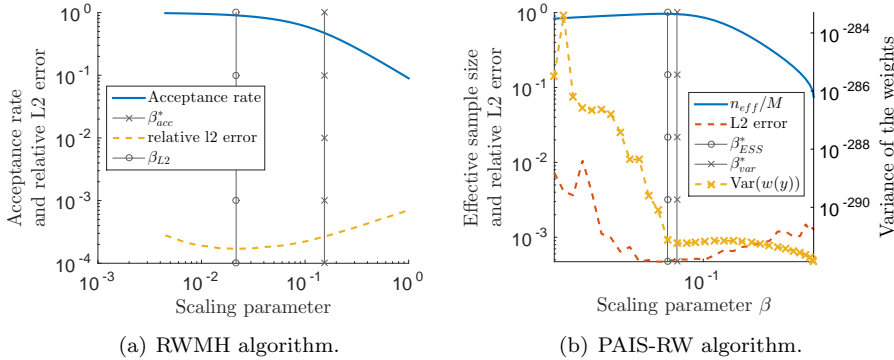 Acceptance rate
and relative L2 error
10^0
10^-1
10^-2
10^-3
10^-4
Acceptance rate
β*_acc
relative l2 error
β_L2
10^-3
10^-2
10^-1
10^0
Scaling parameter
(a) RWMH algorithm.
Effective sample size
and relative L2 error
10^0
10^-1
10^-2
10^-3
n_eff/M
L2 error
β*_ESS
β*_var
Var(w(y))
10^-284
10^-286
10^-288
10^-290
Variance of the weights
10^-1
Scaling parameter β
(b) PAIS-RW algorithm.